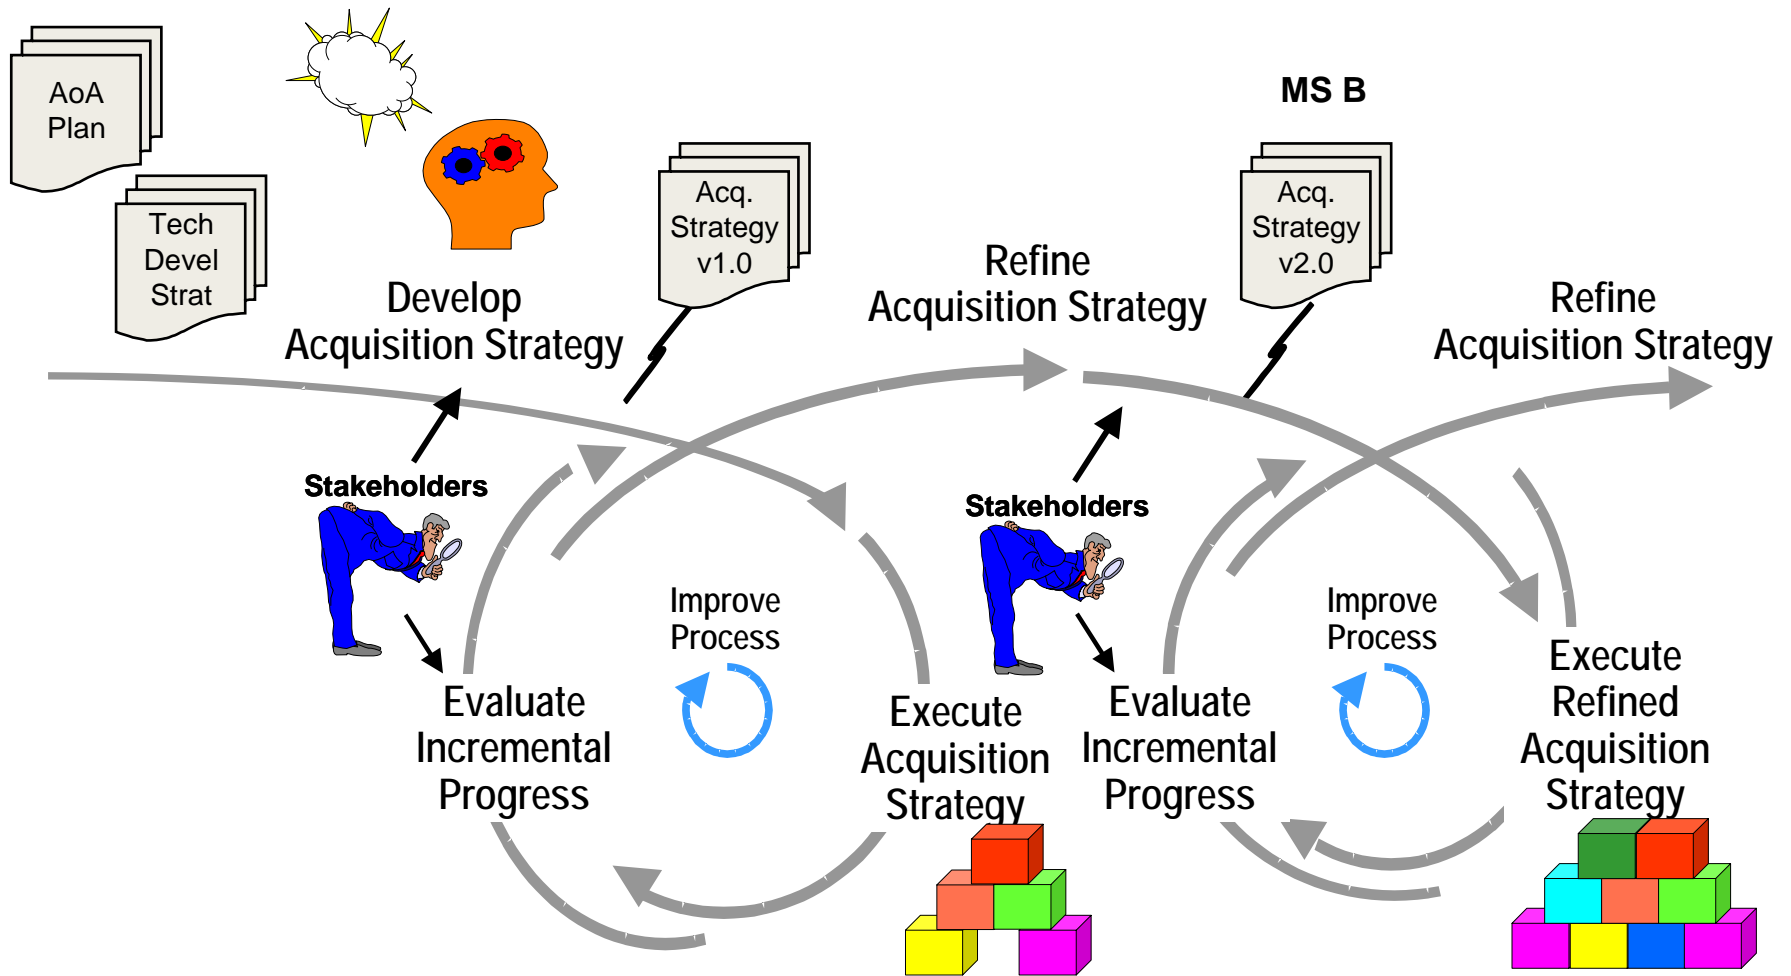 AoA
Plan
Tech
Devel
Strat
Develop
Acquisition Strategy
Acq.
Strategy
v1.0
Refine
Acquisition Strategy
MS B
Acq.
Strategy
v2.0
Refine
Acquisition Strategy
Stakeholders
Stakeholders
Improve
Process
Improve
Process
Evaluate
Incremental
Progress
Execute
Acquisition
Strategy
Evaluate
Incremental
Progress
Execute
Refined
Acquisition
Strategy